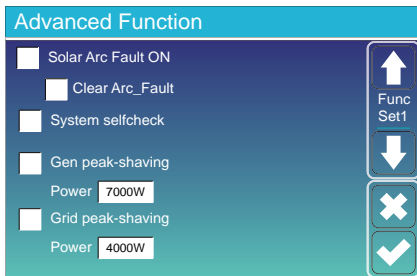 Advanced Function
Solar Arc Fault ON
Clear Arc_Fault
Func
Set1
System selfcheck
Gen peak-shaving
Power 7000W
Grid peak-shaving
Power 4000W